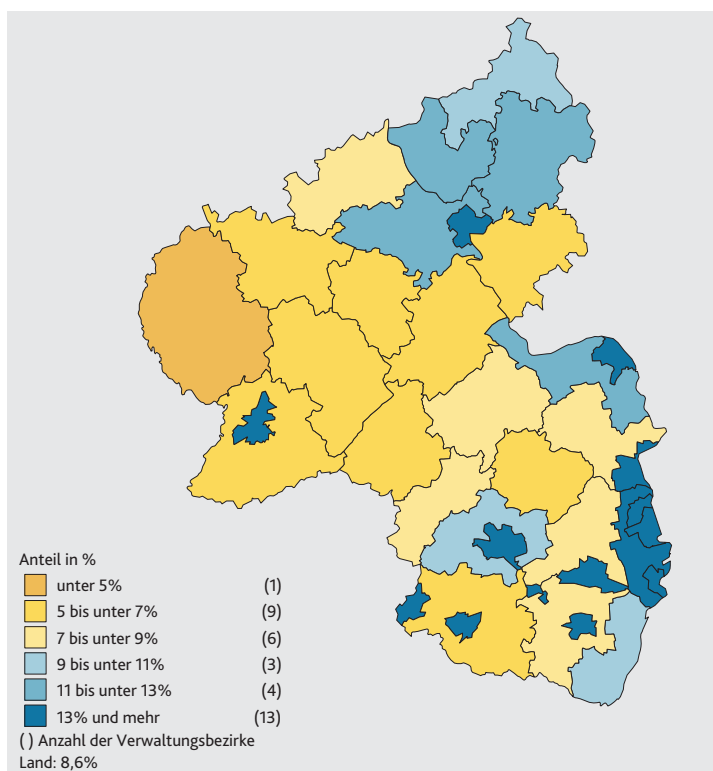 Anteil in %
unter 5% (1)
5 bis unter 7% (9)
7 bis unter 9% (6)
9 bis unter 11% (3)
11 bis unter 13% (4)
13% und mehr (13)
( ) Anzahl der Verwaltungsbezirke
Land: 8,6%